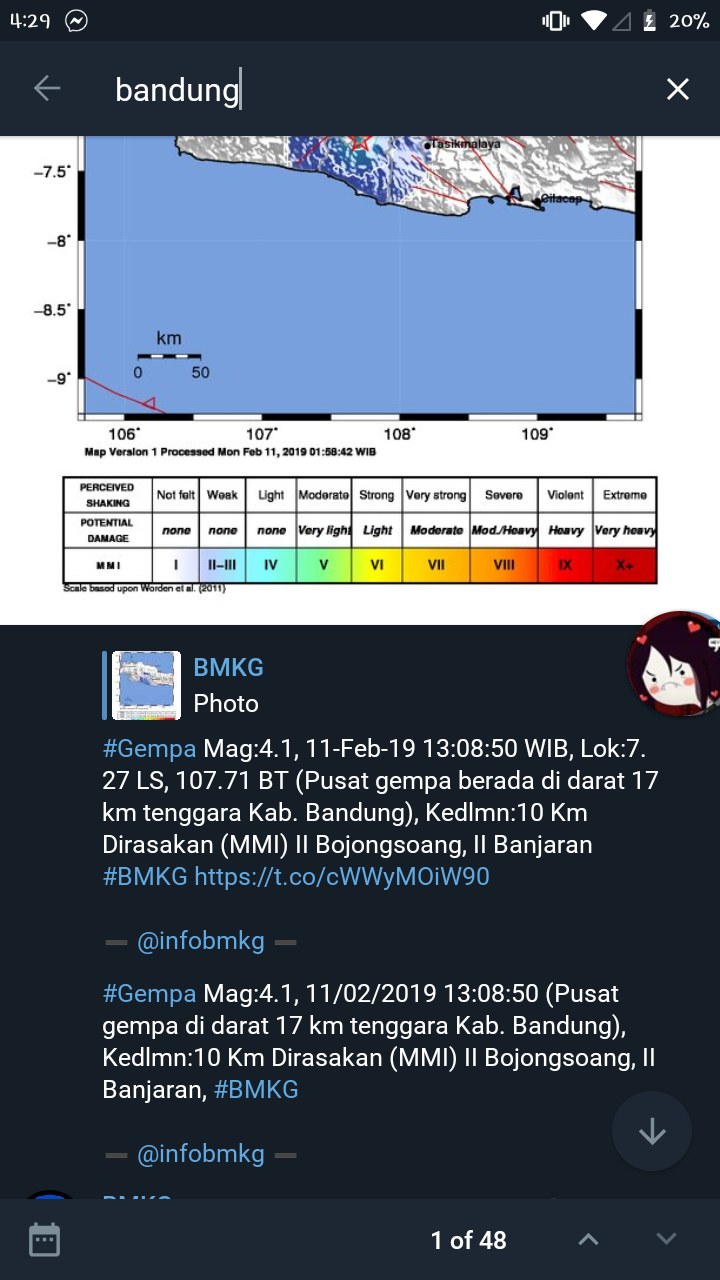 4:29
20%
bandung
Tasikmalaya
-7.5°
Cilacap
-8°
-8.5°
km
0 50
-9°
106° 107° 108° 109°
Map Version 1 Processed Mon Feb 11, 2019 01:58:42 WIB
PERCEIVED SHAKING Not felt Weak Light Moderate Strong Very strong Severe Violent Extreme
POTENTIAL DAMAGE none none none Very light Light Moderate Mod./Heavy Heavy Very heavy
MMI I II-III IV V VI VII VIII IX X+
Scale based upon Worden et al. (2011)
BMKG
Photo
#Gempa Mag:4.1, 11-Feb-19 13:08:50 WIB, Lok:7.
27 LS, 107.71 BT (Pusat gempa berada di darat 17
km tenggara Kab. Bandung), Kedlmn:10 Km
Dirasakan (MMI) II Bojongsoang, II Banjaran
#BMKG https://t.co/cWWyMOiW90
— @infobmkg —
#Gempa Mag:4.1, 11/02/2019 13:08:50 (Pusat
gempa di darat 17 km tenggara Kab. Bandung),
Kedlmn:10 Km Dirasakan (MMI) II Bojongsoang, II
Banjaran, #BMKG
— @infobmkg —
BMKG
1 of 48